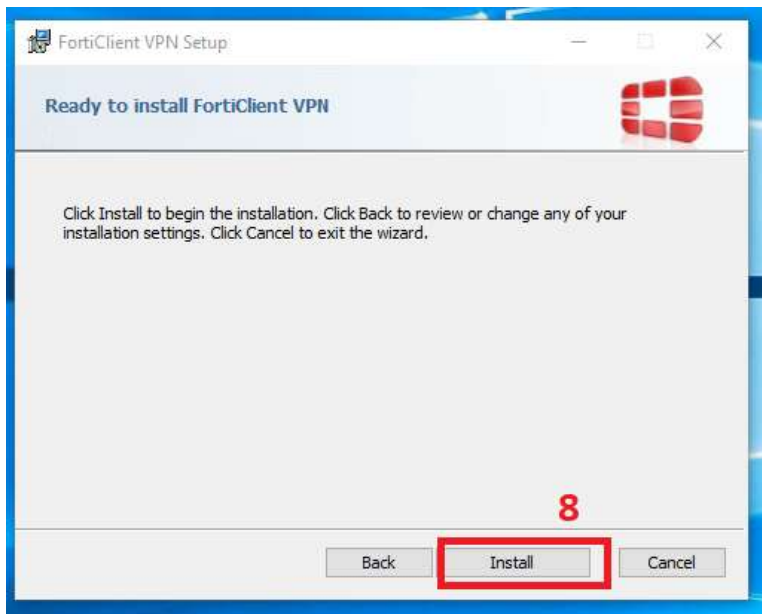 FortiClient VPN Setup
Ready to install FortiClient VPN
Click Install to begin the installation. Click Back to review or change any of your
installation settings. Click Cancel to exit the wizard.
8
Back Install Cancel